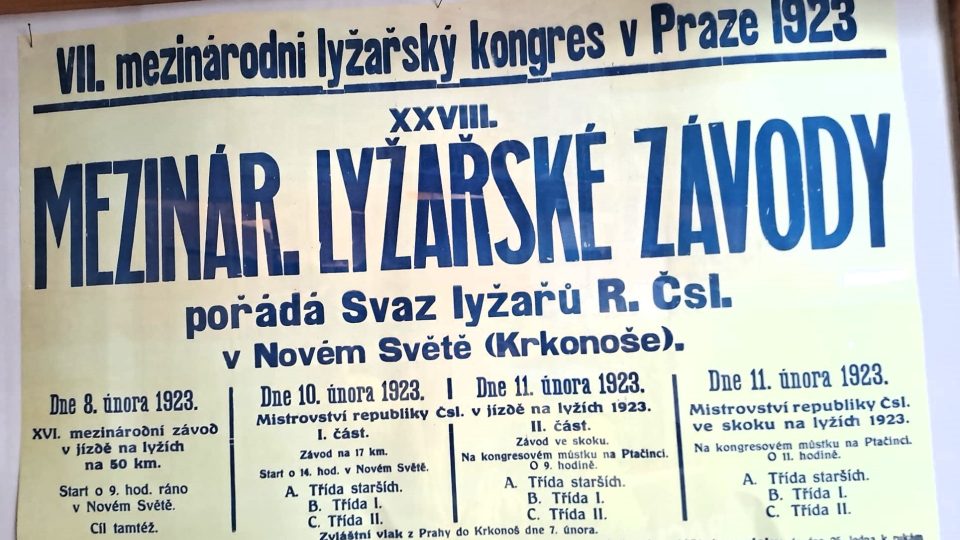 VII. mezinárodní lyžařský kongres v Praze 1923
XXVIII.
MEZINÁR. LYŽAŘSKÉ ZÁVODY
pořádá Svaz lyžařů R. Čsl.
v Novém Světě (Krkonoše).
Dne 8. února 1923.
XVI. mezinárodní závod
v jízdě na lyžích
na 50 km.
Start o 9. hod. ráno
v Novém Světě.
Cíl tamtéž.
Dne 10. února 1923.
Dne 11. února 1923.
Mistrovství republiky Čsl. v jízdě na lyžích 1923.
I. část.
Závod na 17 km.
Start o 14. hod. v Novém Světě.
A. Třída starších.
B. Třída I.
C. Třída II.
II. část.
Závod ve skoku.
Na kongresovém můstku na Ptačinci.
O 9. hodině.
A. Třída starších.
B. Třída I.
C. Třída II.
Dne 11. února 1923.
Mistrovství republiky Čsl.
ve skoku na lyžích 1923.
Na kongresovém můstku na Ptačinci.
O 11. hodině.
A. Třída starších.
B. Třída I.
C. Třída II.
Zvláštní vlak z Prahy do Krkonoš dne 7. února.